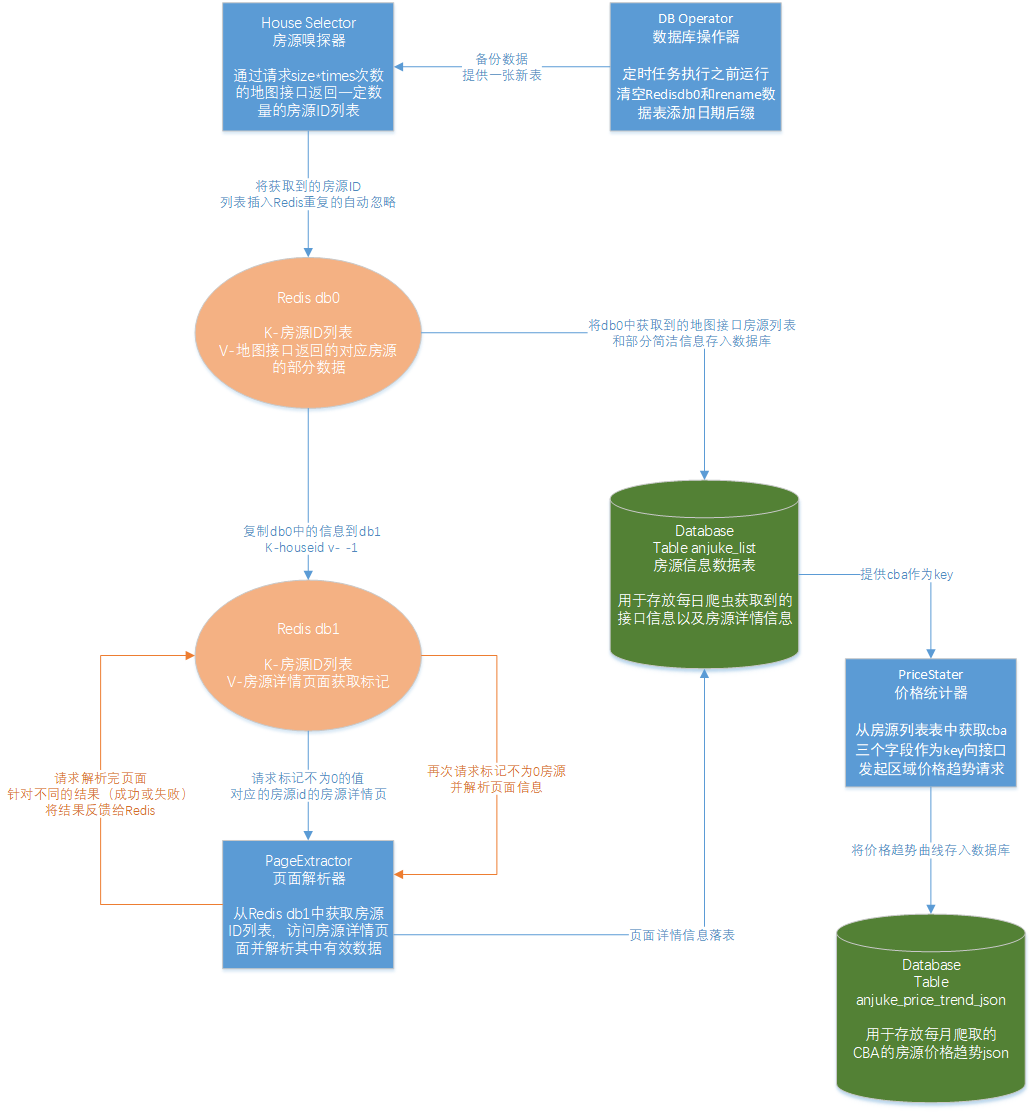 House Selector
房源嗅探器
通过请求size*times次数
的地图接口返回一定数
量的房源ID列表
备份数据
提供一张新表
DB Operator
数据库操作器
定时任务执行之前运行
清空Redisdb0和rename数
据表添加日期后缀
将获取到的房源ID
列表插入Redis重复的自动忽略
Redis db0
K-房源ID列表
V-地图接口返回的对应房源
的部分数据
将db0中获取到的地图接口房源列表
和部分简洁信息存入数据库
复制db0中的信息到db1
K-houseid v- -1
Database
Table anjuke_list
房源信息数据表
用于存放每日爬虫获取到的
接口信息以及房源详情信息
提供cba作为key
Redis db1
K-房源ID列表
V-房源详情页面获取标记
PriceStater
价格统计器
从房源列表表中获取cba
三个字段作为key向接口
发起区域价格趋势请求
请求解析完页面
针对不同的结果（成功或失败）
将结果反馈给Redis
请求标记不为0的值
对应的房源id的房源详情页
再次请求标记不为0房源
并解析页面信息
将价格趋势曲线存入数据库
PageExtractor
页面解析器
从Redis db1中获取房源
ID列表，访问房源详情页
面并解析其中有效数据
页面详情信息落表
Database
Table
anjuke_price_trend_json
用于存放每月爬取的
CBA的房源价格趋势json